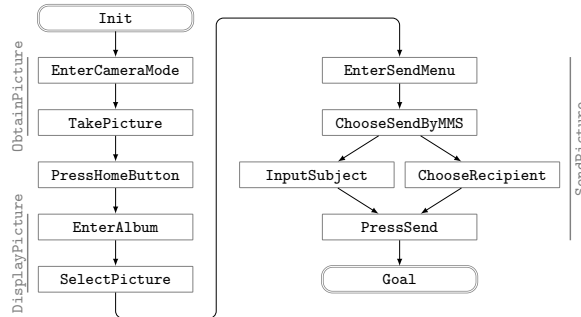 Init
ObtainPicture
EnterCameraMode
TakePicture
PressHomeButton
DisplayPicture
EnterAlbum
SelectPicture
EnterSendMenu
ChooseSendByMMS
InputSubject
ChooseRecipient
PressSend
Goal
SendPicture